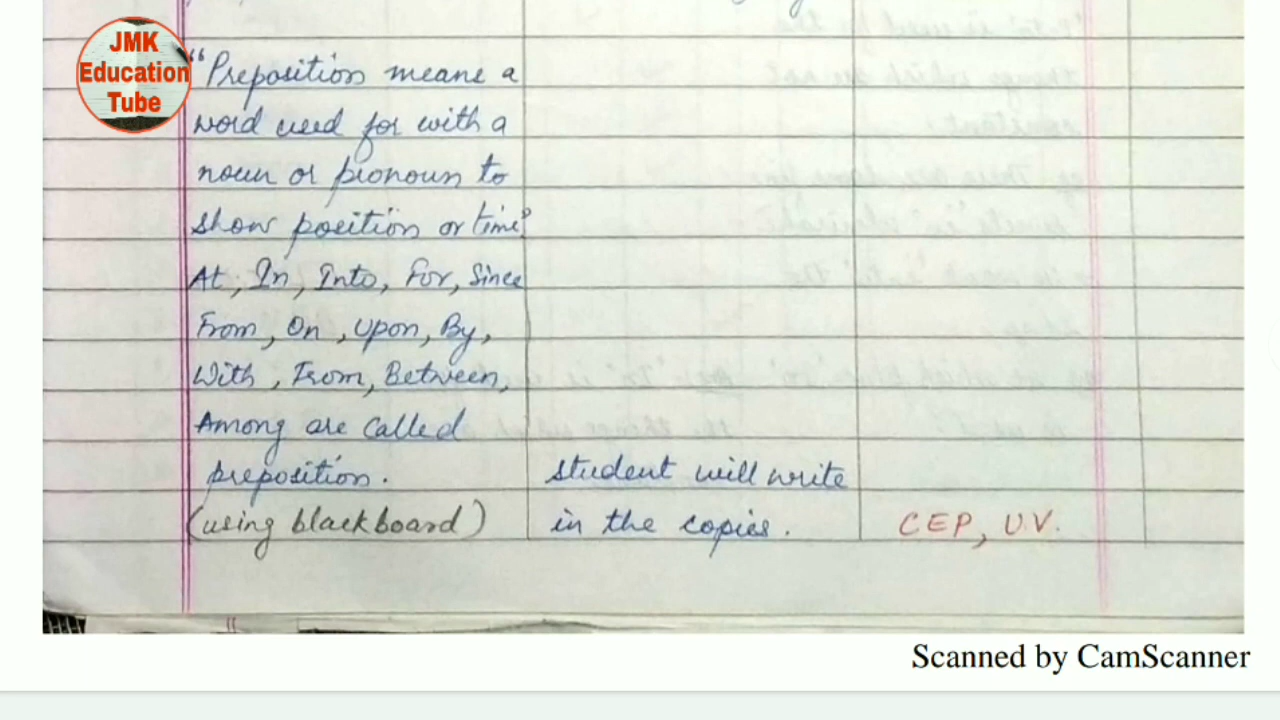 JMK
Education
Tube
"Preposition means a
word used for with a
noun or pronoun to
show position or time"
At, In, Into, For, Since
From, On, Upon, By,
With, From, Between,
Among are called
preposition.
(using blackboard)
student will write
in the copies.
CEP, U.V.
Scanned by CamScanner